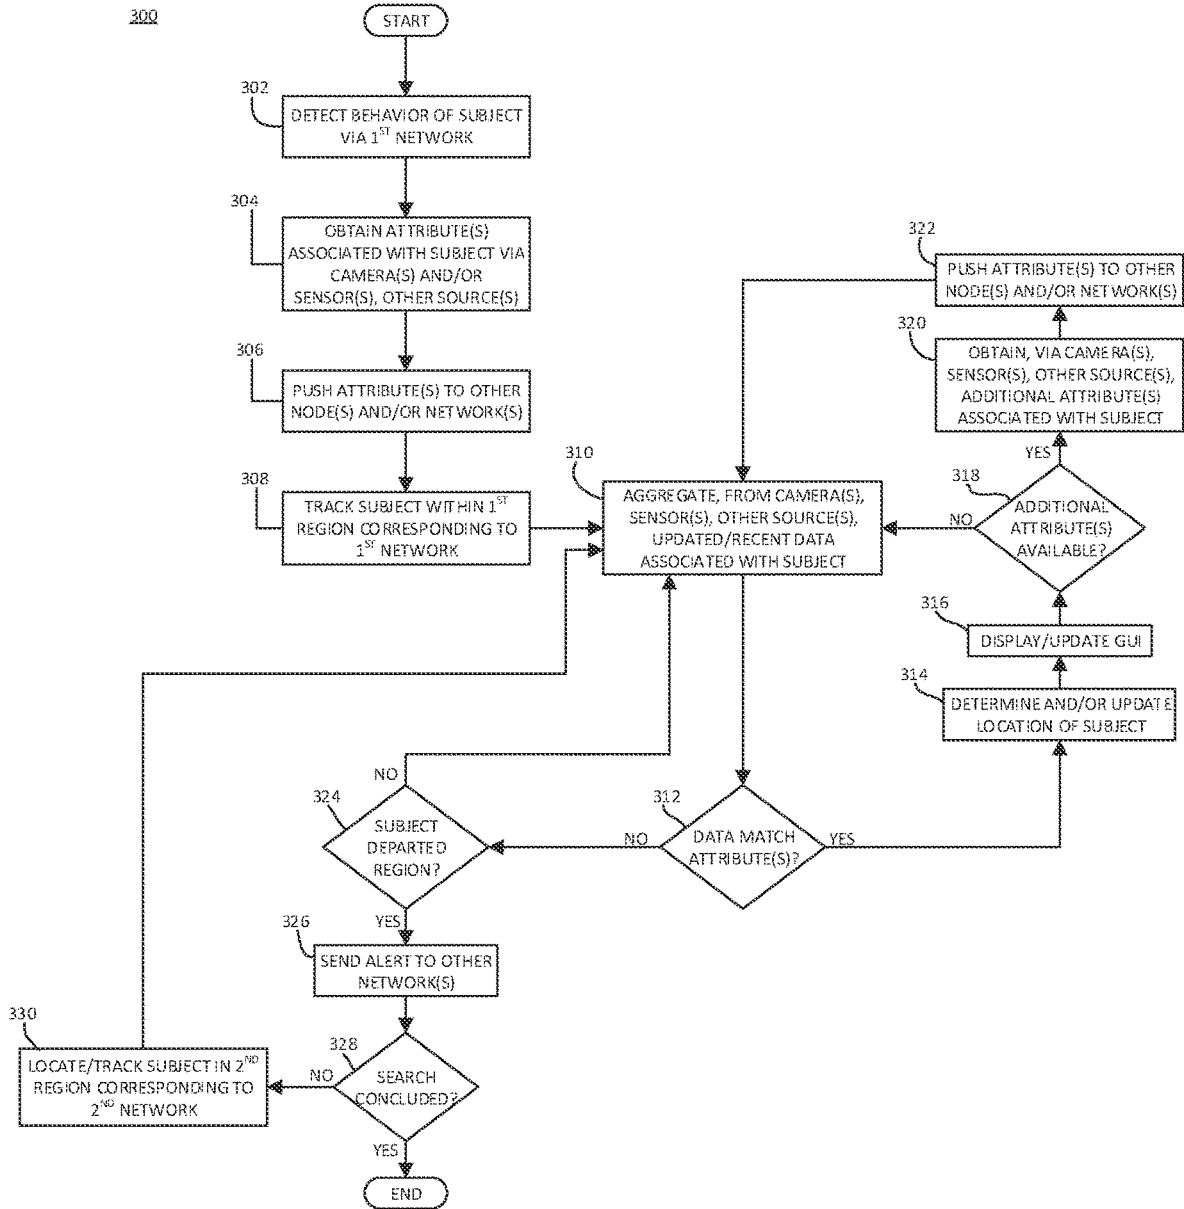 300
START
302
DETECT BEHAVIOR OF SUBJECT
VIA 1ST NETWORK
304
OBTAIN ATTRIBUTE(S)
ASSOCIATED WITH SUBJECT VIA
CAMERA(S) AND/OR
SENSOR(S), OTHER SOURCE(S)
306
PUSH ATTRIBUTE(S) TO OTHER
NODE(S) AND/OR NETWORK(S)
308
TRACK SUBJECT WITHIN 1ST
REGION CORRESPONDING TO
1ST NETWORK
310
AGGREGATE, FROM CAMERA(S),
SENSOR(S), OTHER SOURCE(S),
UPDATED/RECENT DATA
ASSOCIATED WITH SUBJECT
322
PUSH ATTRIBUTE(S) TO OTHER
NODE(S) AND/OR NETWORK(S)
320
OBTAIN, VIA CAMERA(S),
SENSOR(S), OTHER SOURCE(S),
ADDITIONAL ATTRIBUTE(S)
ASSOCIATED WITH SUBJECT
YES
318
NO
ADDITIONAL
ATTRIBUTE(S)
AVAILABLE?
316
DISPLAY/UPDATE GUI
314
DETERMINE AND/OR UPDATE
LOCATION OF SUBJECT
312
DATA MATCH
ATTRIBUTE(S)?
YES
NO
324
NO
SUBJECT
DEPARTED
REGION?
YES
326
SEND ALERT TO OTHER
NETWORK(S)
328
SEARCH
CONCLUDED?
NO
330
LOCATE/TRACK SUBJECT IN 2ND
REGION CORRESPONDING TO
2ND NETWORK
YES
END